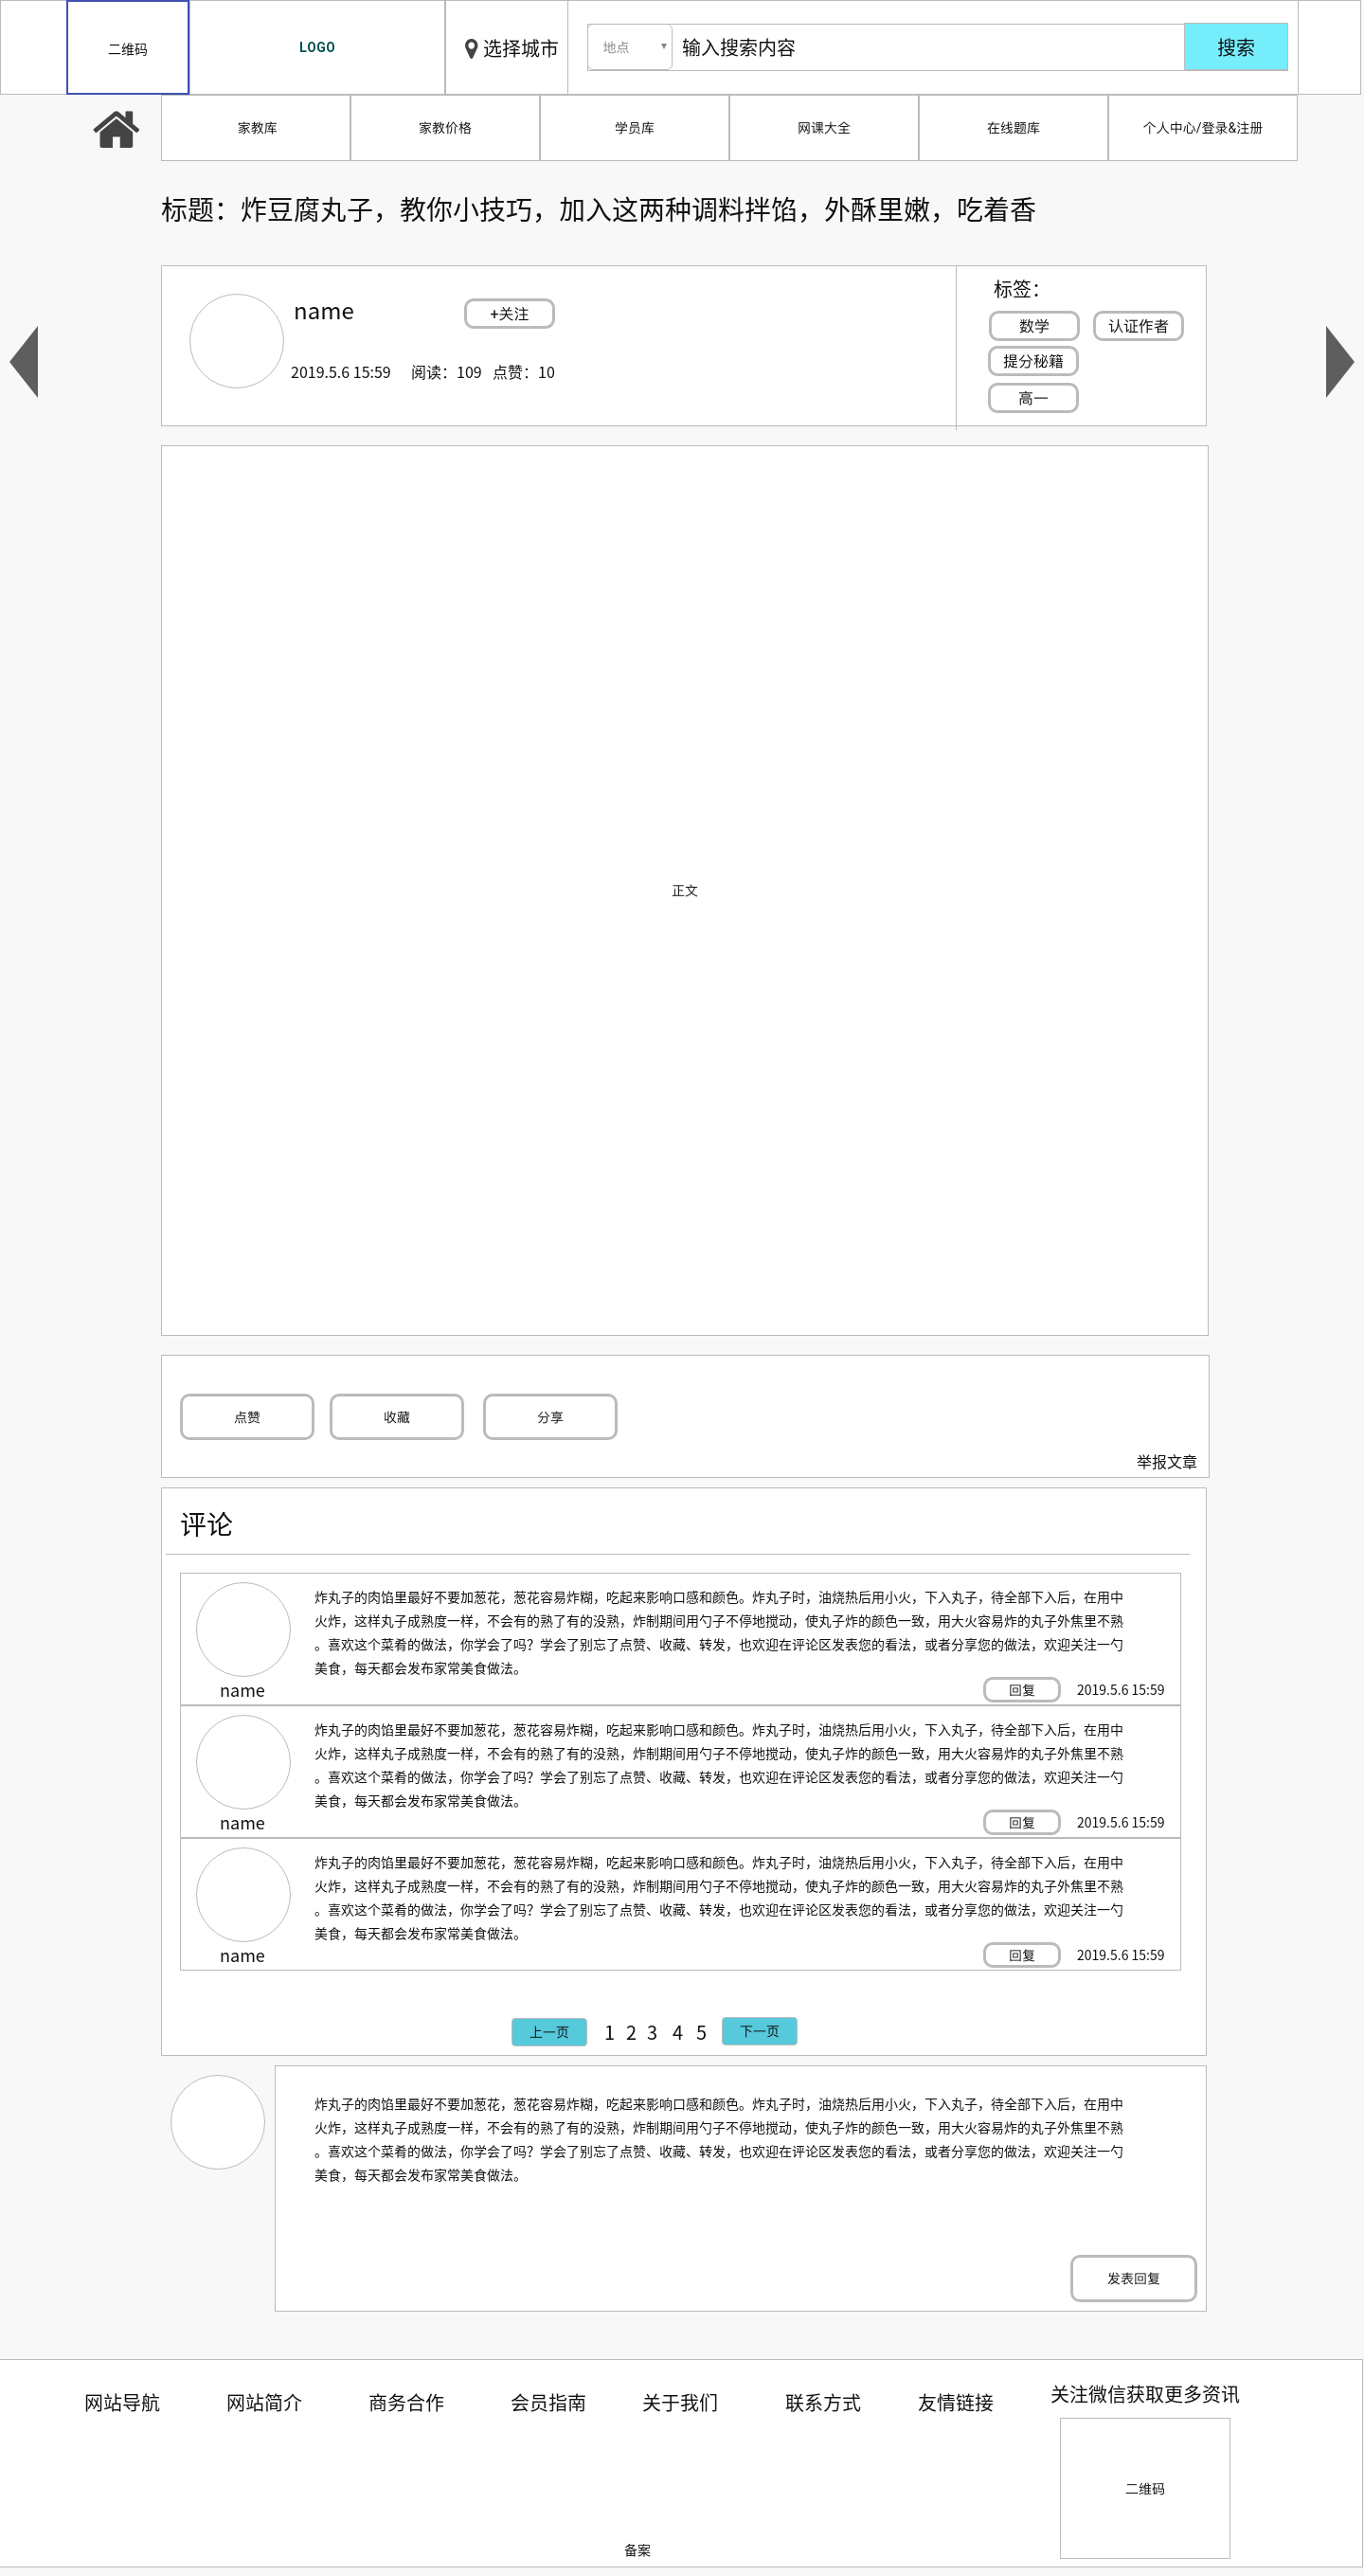 二维码
LOGO
选择城市
地点
输入搜索内容
搜索
家教库
家教价格
学员库
网课大全
在线题库
个人中心/登录&注册
标题：炸豆腐丸子，教你小技巧，加入这两种调料拌馅，外酥里嫩，吃着香
name
+关注
2019.5.6 15:59 阅读：109 点赞：10
标签：
数学
认证作者
提分秘籍
高一
正文
点赞
收藏
分享
举报文章
评论
炸丸子的肉馅里最好不要加葱花，葱花容易炸糊，吃起来影响口感和颜色。炸丸子时，油烧热后用小火，下入丸子，待全部下入后，在用中
火炸，这样丸子成熟度一样，不会有的熟了有的没熟，炸制期间用勺子不停地搅动，使丸子炸的颜色一致，用大火容易炸的丸子外焦里不熟
。喜欢这个菜肴的做法，你学会了吗？学会了别忘了点赞、收藏、转发，也欢迎在评论区发表您的看法，或者分享您的做法，欢迎关注一勺
美食，每天都会发布家常美食做法。
name
回复
2019.5.6 15:59
炸丸子的肉馅里最好不要加葱花，葱花容易炸糊，吃起来影响口感和颜色。炸丸子时，油烧热后用小火，下入丸子，待全部下入后，在用中
火炸，这样丸子成熟度一样，不会有的熟了有的没熟，炸制期间用勺子不停地搅动，使丸子炸的颜色一致，用大火容易炸的丸子外焦里不熟
。喜欢这个菜肴的做法，你学会了吗？学会了别忘了点赞、收藏、转发，也欢迎在评论区发表您的看法，或者分享您的做法，欢迎关注一勺
美食，每天都会发布家常美食做法。
name
回复
2019.5.6 15:59
炸丸子的肉馅里最好不要加葱花，葱花容易炸糊，吃起来影响口感和颜色。炸丸子时，油烧热后用小火，下入丸子，待全部下入后，在用中
火炸，这样丸子成熟度一样，不会有的熟了有的没熟，炸制期间用勺子不停地搅动，使丸子炸的颜色一致，用大火容易炸的丸子外焦里不熟
。喜欢这个菜肴的做法，你学会了吗？学会了别忘了点赞、收藏、转发，也欢迎在评论区发表您的看法，或者分享您的做法，欢迎关注一勺
美食，每天都会发布家常美食做法。
name
回复
2019.5.6 15:59
上一页
1 2 3 4 5
下一页
炸丸子的肉馅里最好不要加葱花，葱花容易炸糊，吃起来影响口感和颜色。炸丸子时，油烧热后用小火，下入丸子，待全部下入后，在用中
火炸，这样丸子成熟度一样，不会有的熟了有的没熟，炸制期间用勺子不停地搅动，使丸子炸的颜色一致，用大火容易炸的丸子外焦里不熟
。喜欢这个菜肴的做法，你学会了吗？学会了别忘了点赞、收藏、转发，也欢迎在评论区发表您的看法，或者分享您的做法，欢迎关注一勺
美食，每天都会发布家常美食做法。
发表回复
网站导航
网站简介
商务合作
会员指南
关于我们
联系方式
友情链接
关注微信获取更多资讯
二维码
备案